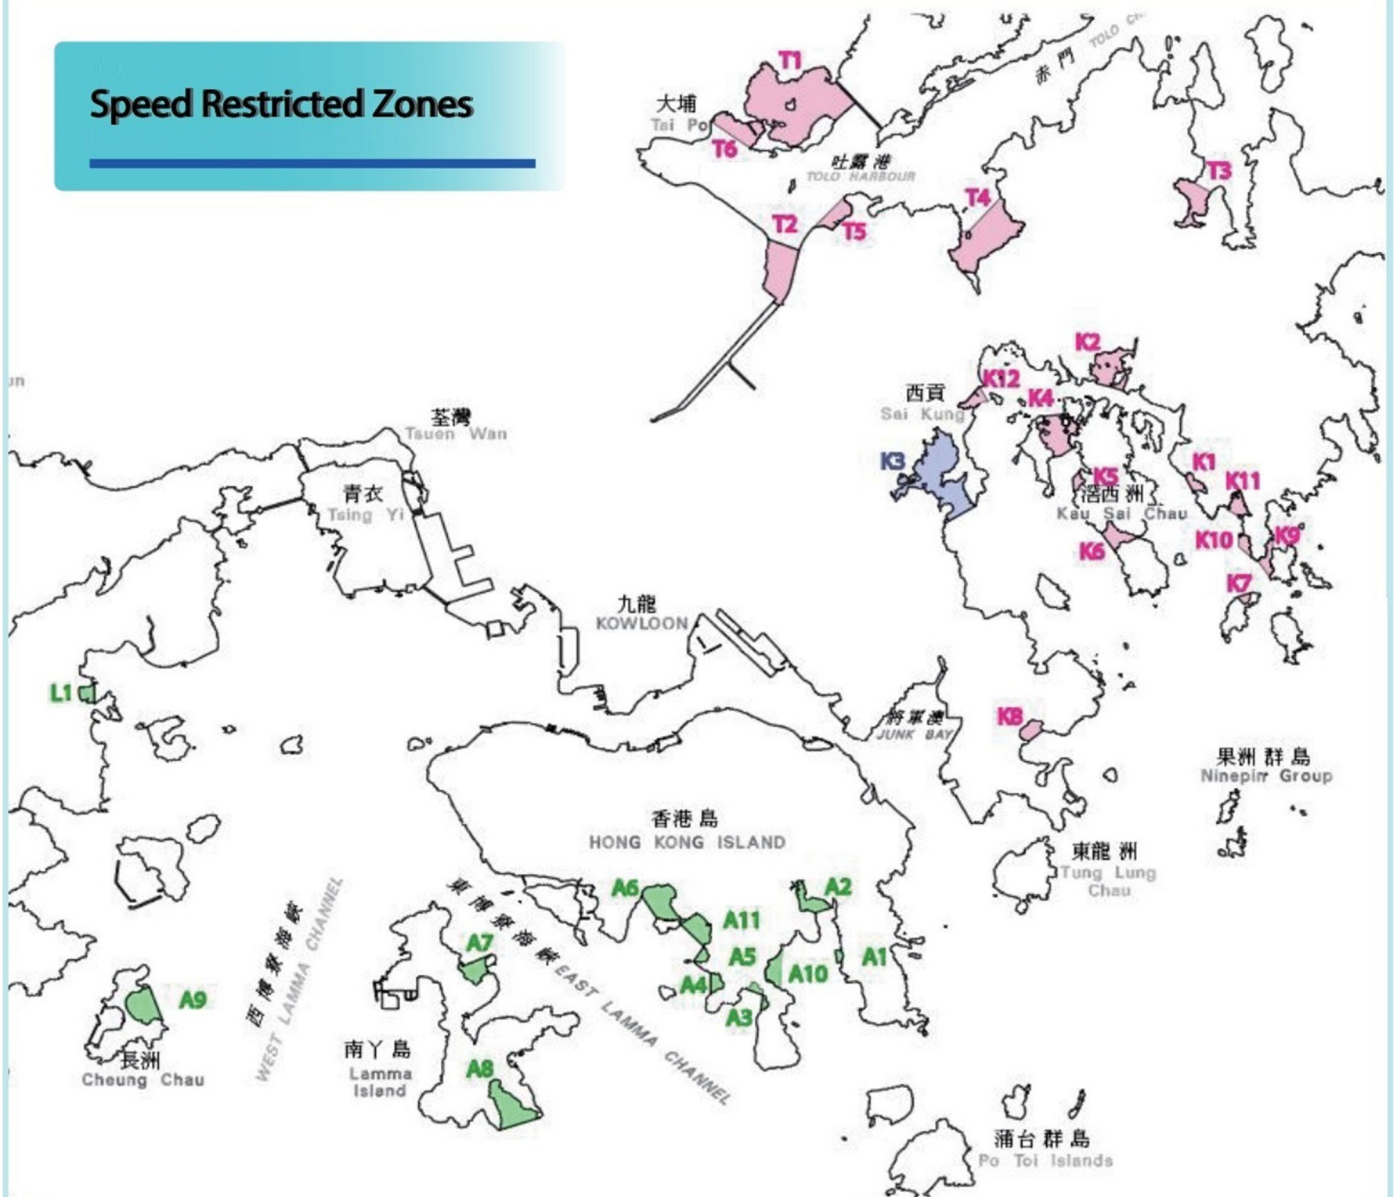 Speed Restricted Zones
T1
大埔
Tai Po
T6
吐露港
TOLO HARBOUR
赤門
TOLO
T2
T5
T4
T3
K2
K12
K4
西貢
Sai Kung
K3
K5
滘西洲
Kau Sai Chau
K1
K11
K10
K9
K6
K7
荃灣
Tsuen Wan
青衣
Tsing Yi
九龍
KOWLOON
L1
將軍澳
JUNK BAY
K8
果洲群島
Ninepin Group
香港島
HONG KONG ISLAND
東龍洲
Tung Lung
Chau
A6
A2
A11
A7
A5
A10
A1
A4
A3
東博寮海峽
EAST LAMMA CHANNEL
西博寮海峽
WEST LAMMA CHANNEL
A9
長洲
Cheung Chau
南丫島
Lamma
Island
A8
蒲台群島
Po Toi Islands